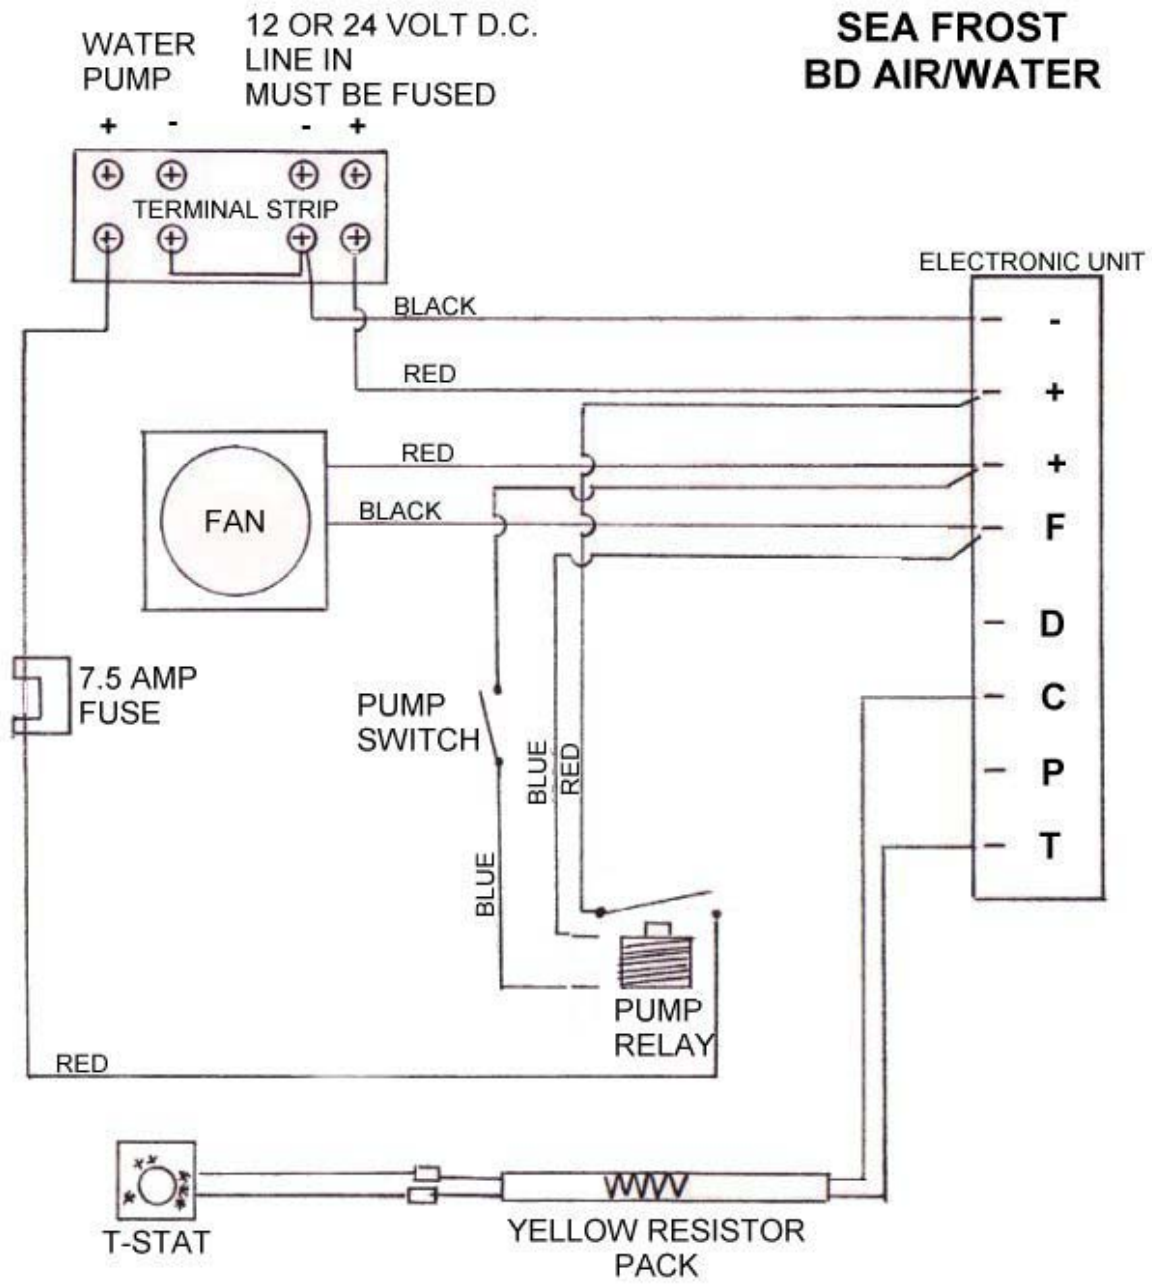 SEA FROST
BD AIR/WATER
12 OR 24 VOLT D.C.
LINE IN
MUST BE FUSED
WATER
PUMP
+ - - +
TERMINAL STRIP
ELECTRONIC UNIT
BLACK
-
RED
+
RED
+
BLACK
F
FAN
D
7.5 AMP
FUSE
PUMP
SWITCH
C
BLUE
RED
P
T
BLUE
PUMP
RELAY
RED
T-STAT
YELLOW RESISTOR
PACK